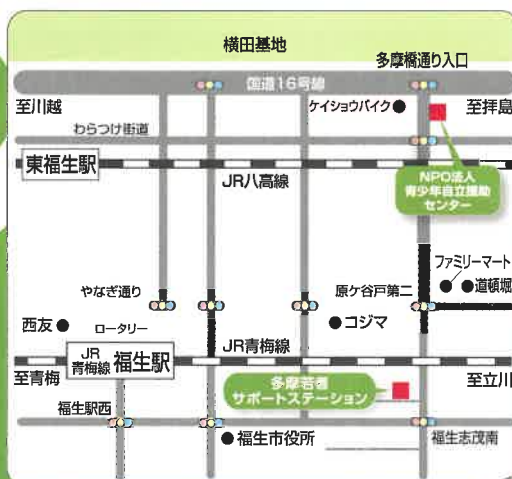 横田基地
多摩橋通り入口
国道16号線
至川越
ケイショウバイク
至拝島
わらつけ街道
東福生駅
JR八高線
NPO法人
青少年自立援助
センター
ファミリーマート
やなぎ通り
原ケ谷戸第二
道頓堀
西友
ロータリー
コジマ
JR青梅線
JR
青梅線
福生駅
至青梅
多摩若者
サポートステーション
至立川
福生駅西
福生市役所
福生志茂南